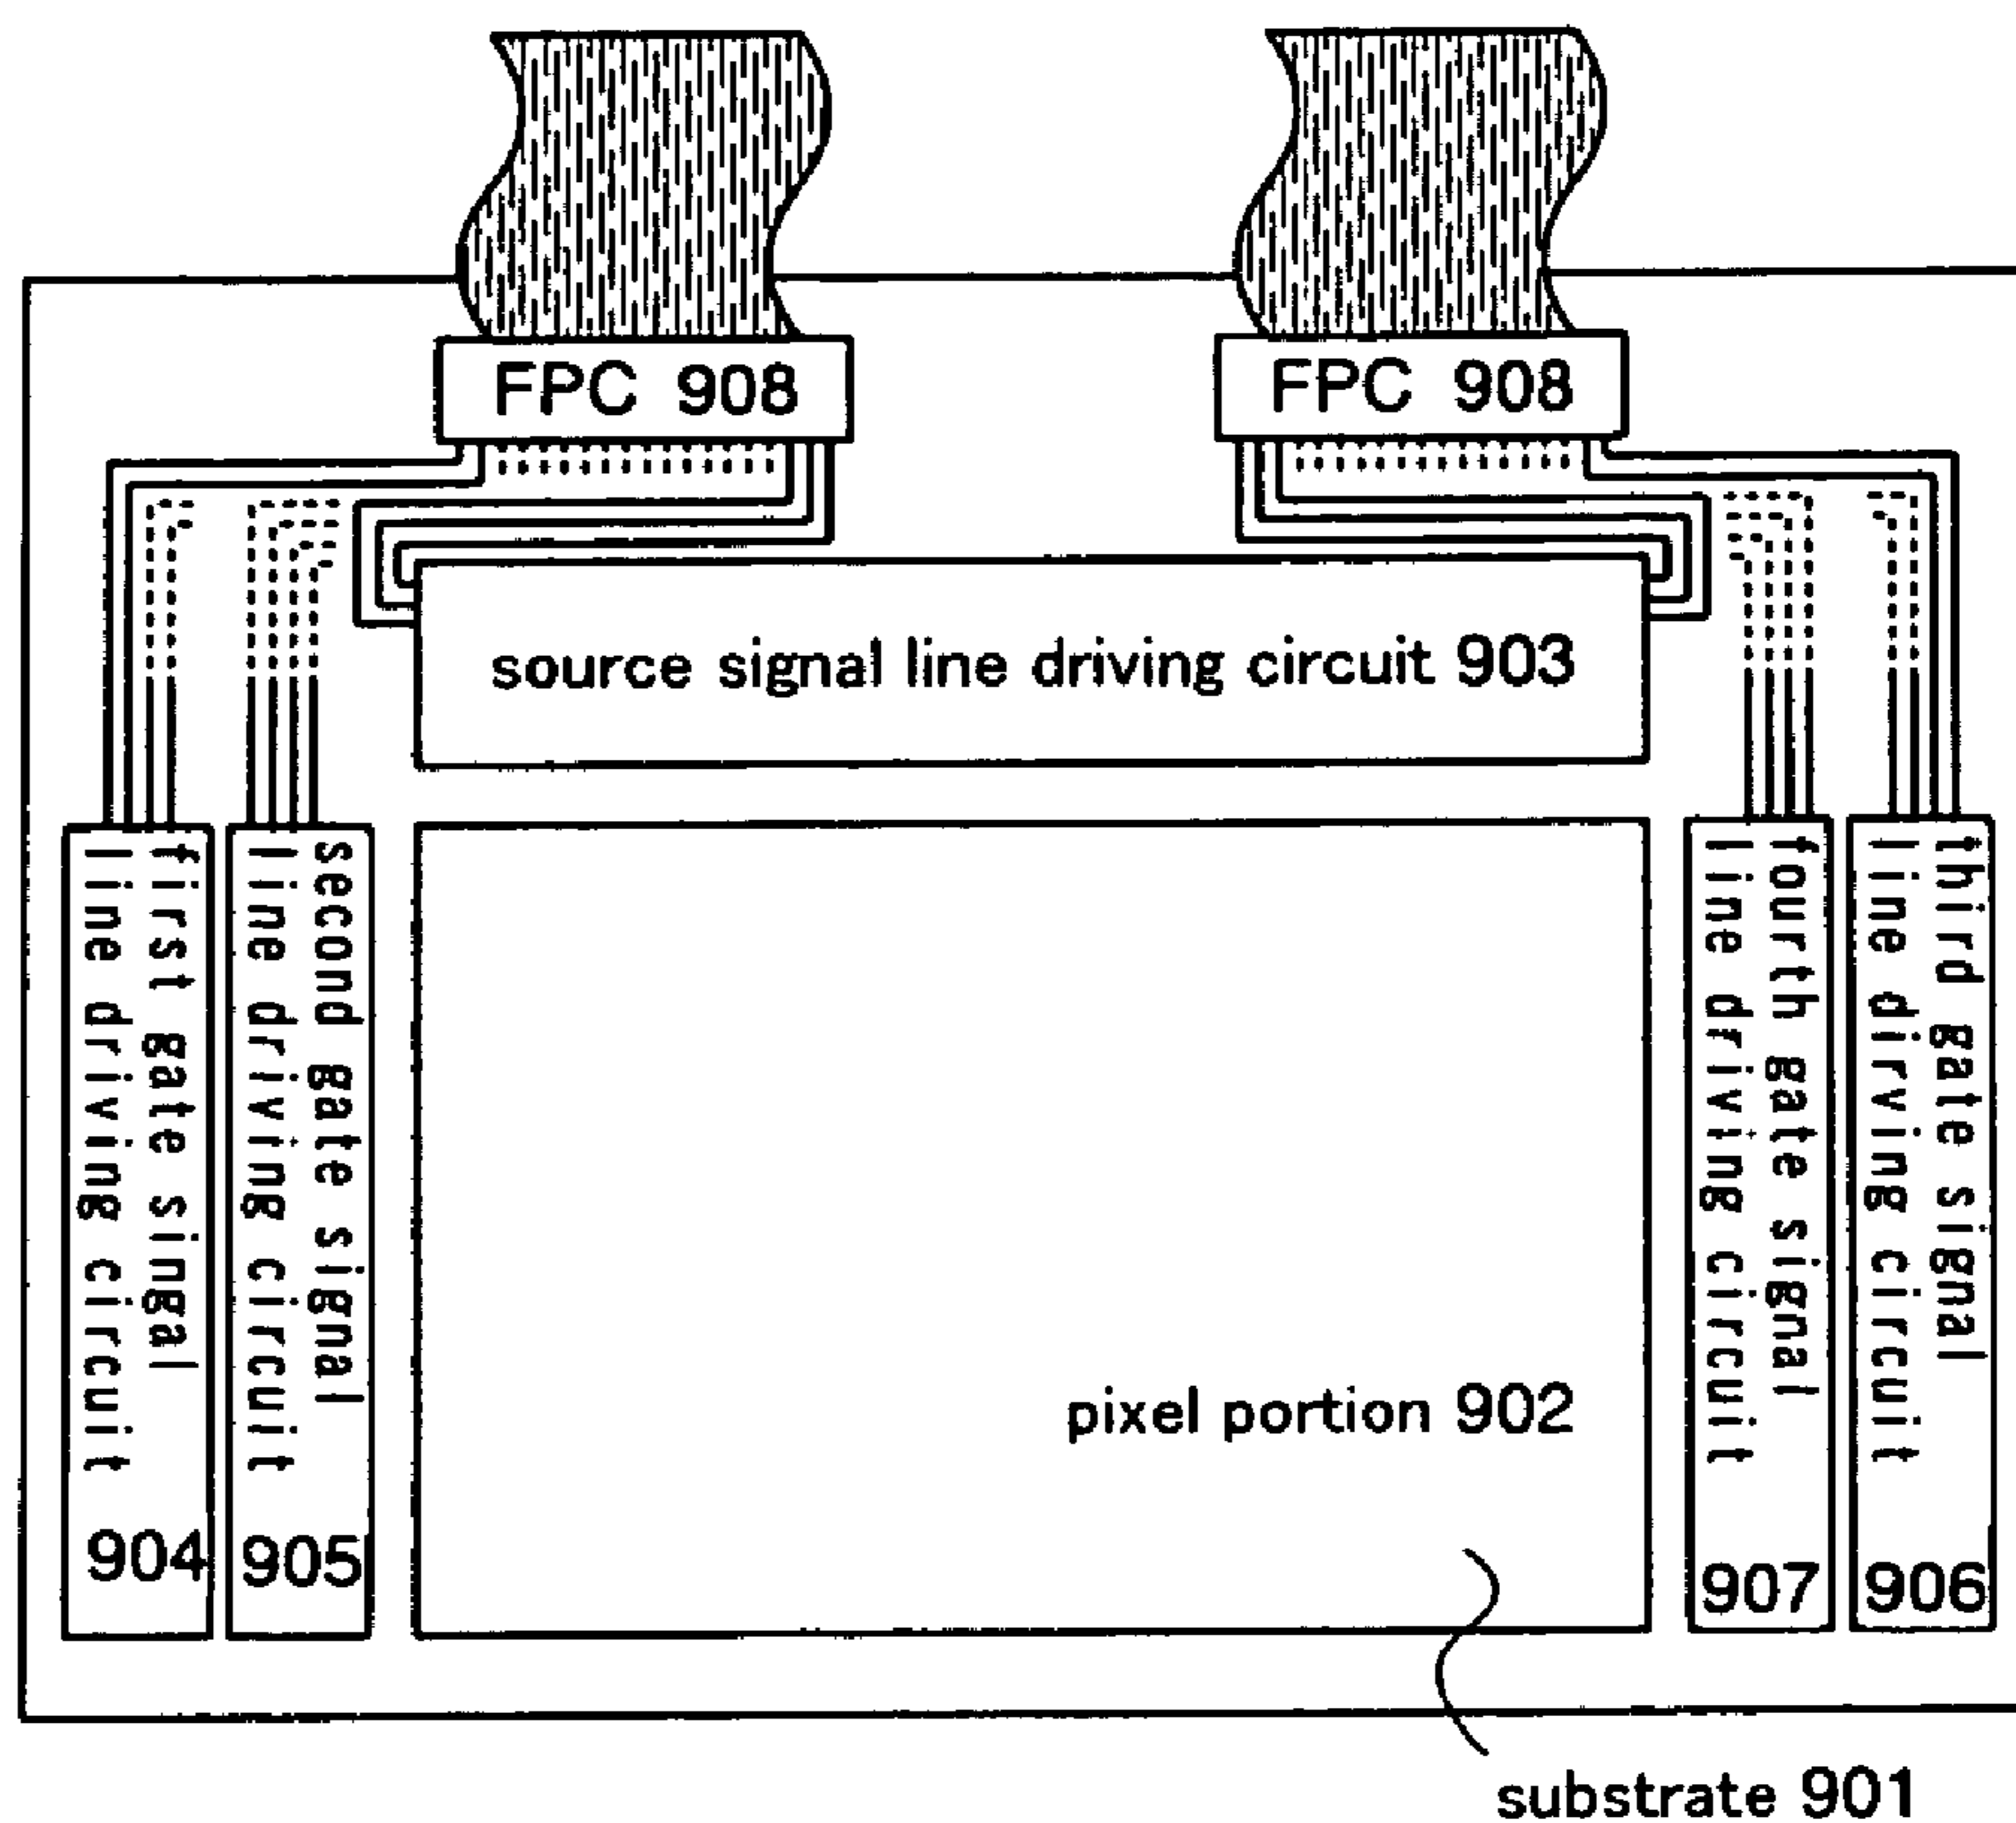 FPC 908
FPC 908
source signal line driving circuit 903
first gate singal
line driving circuit
904
second gate signal
line driving circuit
905
pixel portion 902
fourth gate signal
line driving circuit
907
third gate signal
line dirving circuit
906
substrate 901